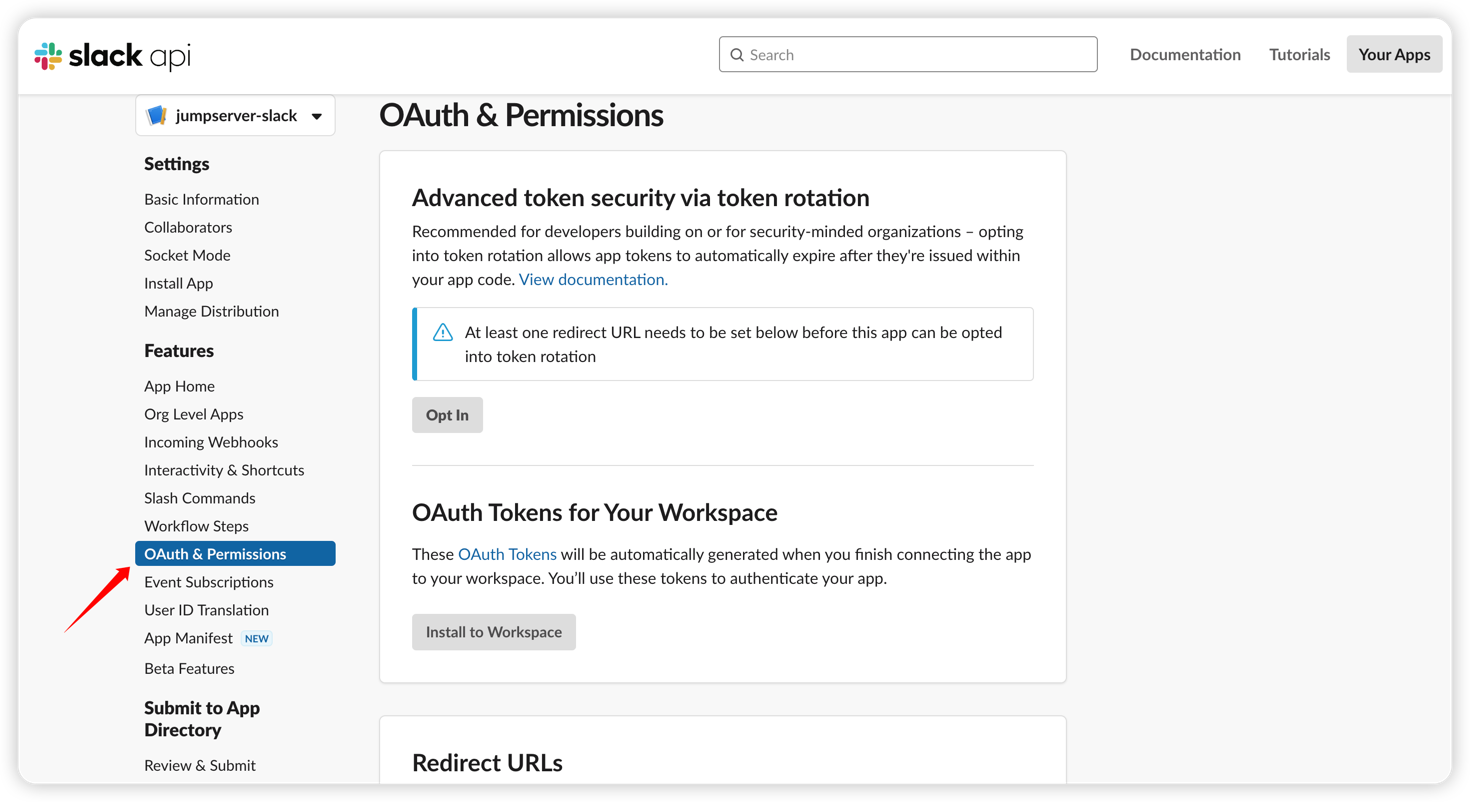 slack api
Search
Documentation
Tutorials
Your Apps
jumpserver-slack
OAuth & Permissions
Settings
Basic Information
Collaborators
Socket Mode
Install App
Manage Distribution
Features
App Home
Org Level Apps
Incoming Webhooks
Interactivity & Shortcuts
Slash Commands
Workflow Steps
OAuth & Permissions
Event Subscriptions
User ID Translation
App Manifest NEW
Beta Features
Submit to App
Directory
Review & Submit
Advanced token security via token rotation
Recommended for developers building on or for security-minded organizations – opting
into token rotation allows app tokens to automatically expire after they're issued within
your app code. View documentation.
At least one redirect URL needs to be set below before this app can be opted
into token rotation
Opt In
OAuth Tokens for Your Workspace
These OAuth Tokens will be automatically generated when you finish connecting the app
to your workspace. You’ll use these tokens to authenticate your app.
Install to Workspace
Redirect URLs